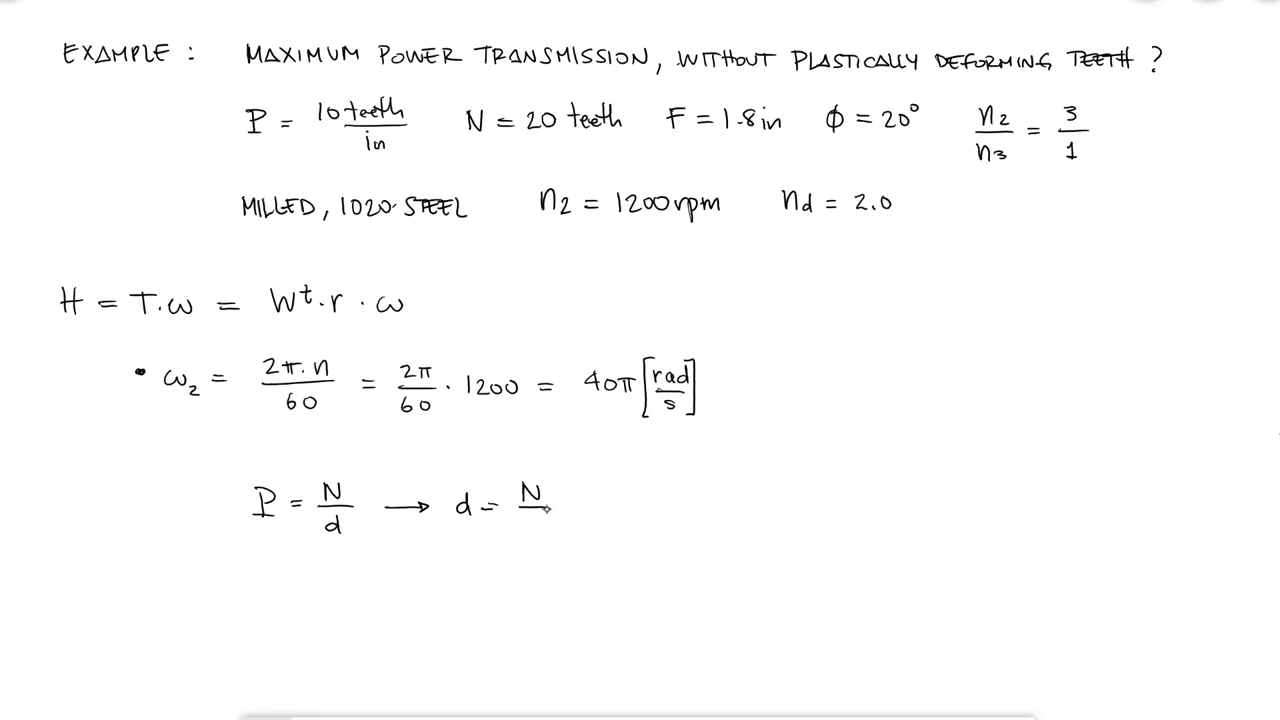 EXAMPLE : MAXIMUM POWER TRANSMISSION, WITHOUT PLASTICALLY DEFORMING TEETH ?
P = 10 teeth/in N = 20 teeth F = 1.8 in ϕ = 20° n2/n3 = 3/1
MILLED, 1020 STEEL n2 = 1200 rpm nd = 2.0
H = T.ω = W^t · r · ω
• ω2 = 2π.n/60 = 2π/60 · 1200 = 40π [rad/s]
P = N/d → d = N